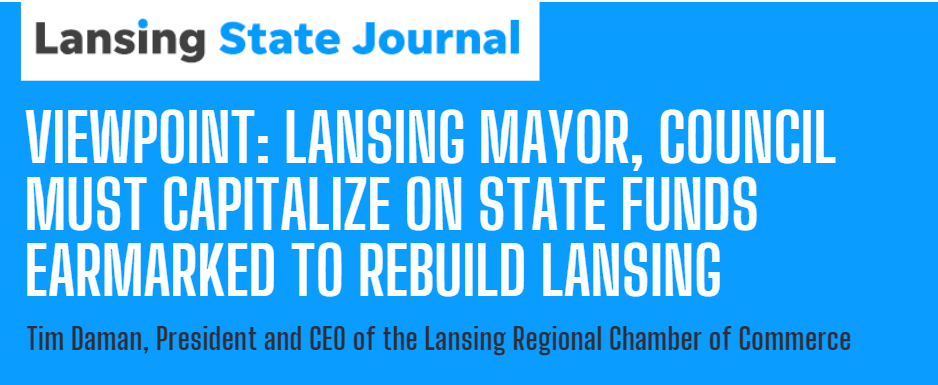 Lansing State Journal
VIEWPOINT: LANSING MAYOR, COUNCIL
MUST CAPITALIZE ON STATE FUNDS
EARMARKED TO REBUILD LANSING
Tim Daman, President and CEO of the Lansing Regional Chamber of Commerce